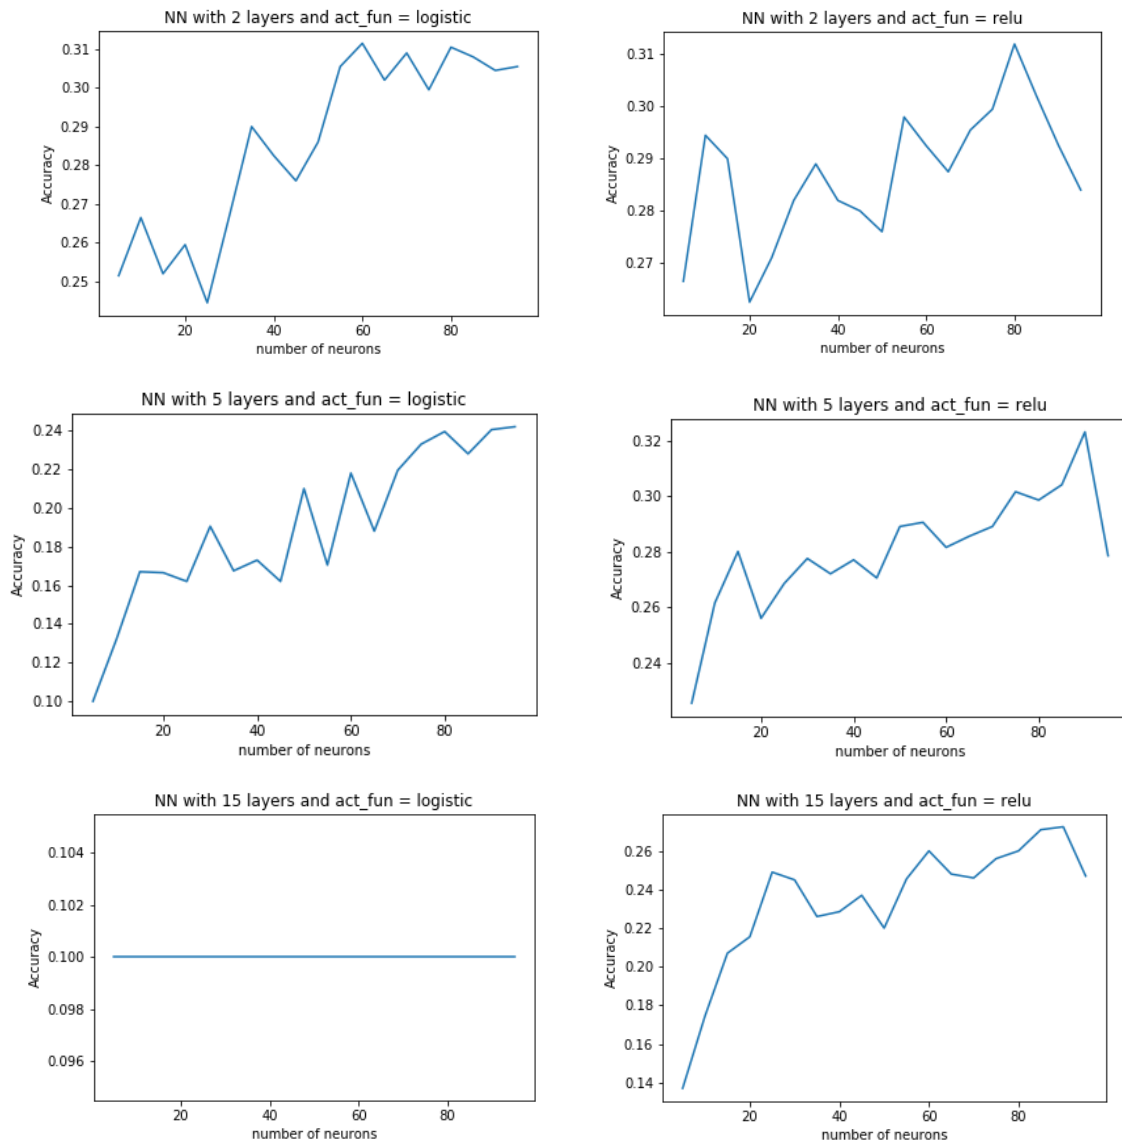 NN with 2 layers and act_fun = logistic
0.31
0.30
0.29
0.28
0.27
0.26
0.25
Accuracy
20 40 60 80
number of neurons
NN with 2 layers and act_fun = relu
0.31
0.30
0.29
0.28
0.27
Accuracy
20 40 60 80
number of neurons
NN with 5 layers and act_fun = logistic
0.24
0.22
0.20
0.18
0.16
0.14
0.12
0.10
Accuracy
20 40 60 80
number of neurons
NN with 5 layers and act_fun = relu
0.32
0.30
0.28
0.26
0.24
Accuracy
20 40 60 80
number of neurons
NN with 15 layers and act_fun = logistic
0.104
0.102
0.100
0.098
0.096
Accuracy
20 40 60 80
number of neurons
NN with 15 layers and act_fun = relu
0.26
0.24
0.22
0.20
0.18
0.16
0.14
Accuracy
20 40 60 80
number of neurons